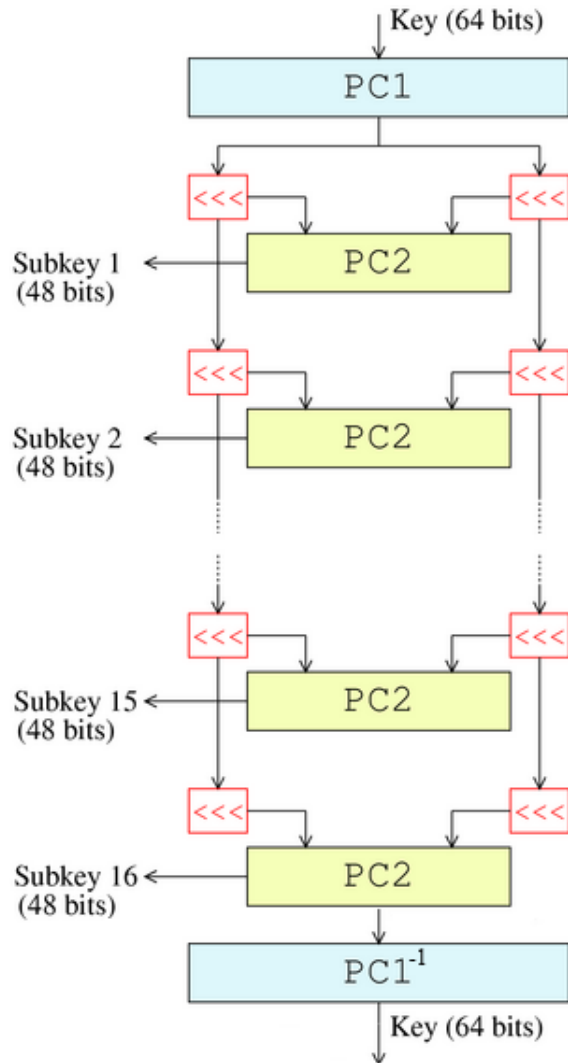 Key (64 bits)
PC1
<<< <<<
PC2
Subkey 1
(48 bits)
<<< <<<
PC2
Subkey 2
(48 bits)
<<< <<<
PC2
Subkey 15
(48 bits)
<<< <<<
PC2
Subkey 16
(48 bits)
PC1⁻¹
Key (64 bits)